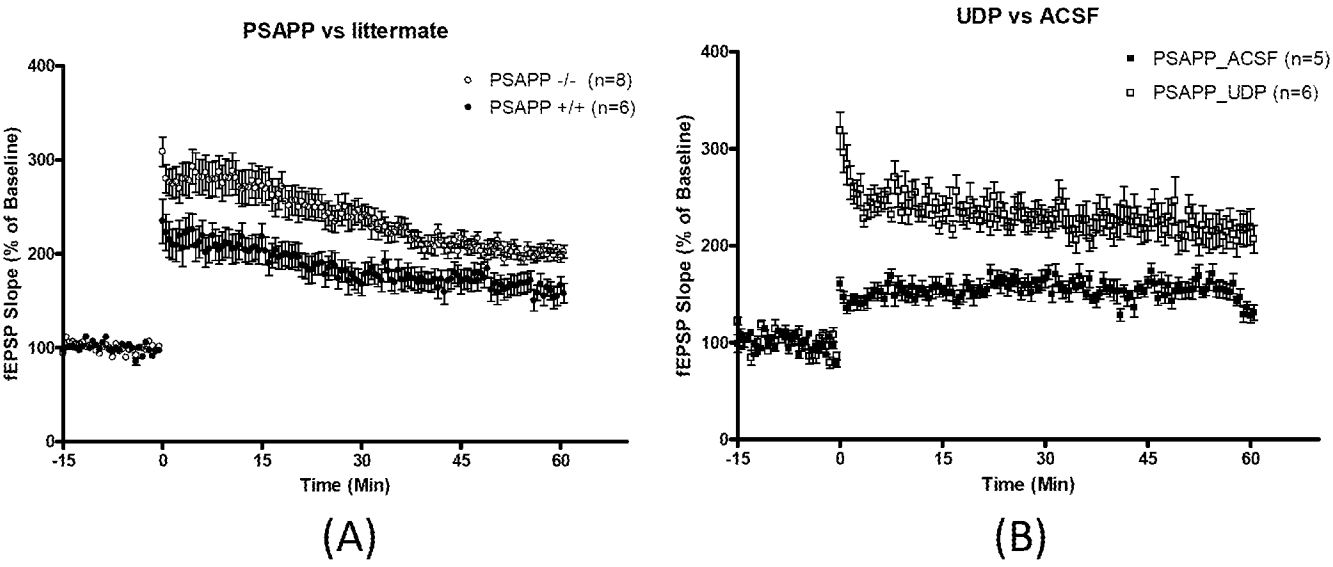 PSAPP vs littermate
400
300
200
100
0
-15 0 15 30 45 60
fEPSP Slope (% of Baseline)
Time (Min)
PSAPP -/- (n=8)
PSAPP +/+ (n=6)
(A)
UDP vs ACSF
400
300
200
100
0
-15 0 15 30 45 60
fEPSP Slope (% of Baseline)
Time (Min)
PSAPP_ACSF (n=5)
PSAPP_UDP (n=6)
(B)